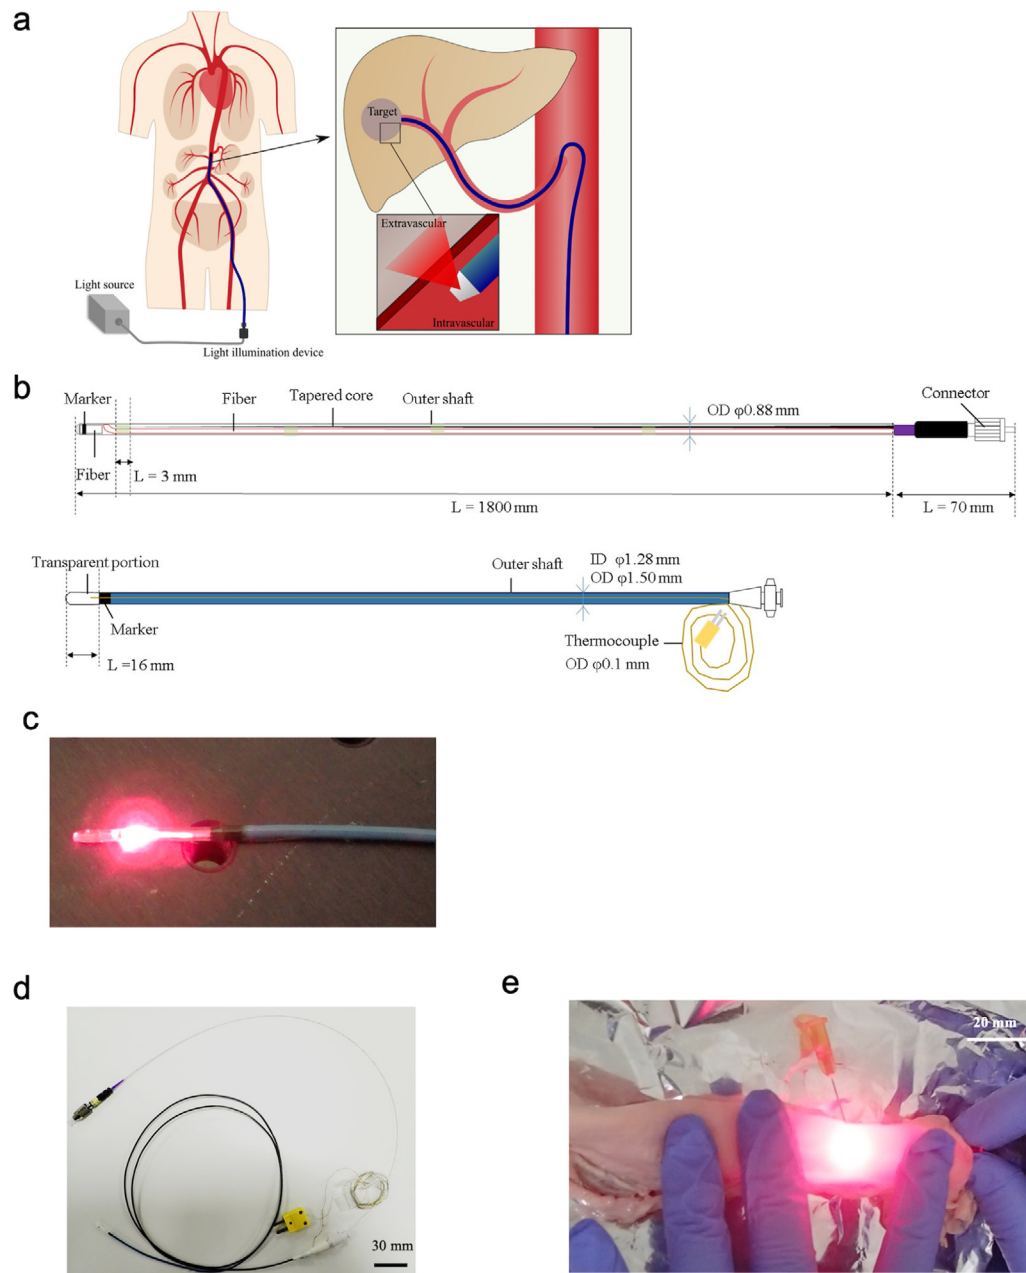 a
Target
Extravascular
Intravascular
Light source
Light illumination device
b
Marker
Fiber
Tapered core
Outer shaft
OD φ0.88 mm
Connector
Fiber
L = 3 mm
L = 1800 mm
L = 70 mm
Transparent portion
Outer shaft
ID φ1.28 mm
OD φ1.50 mm
Marker
L =16 mm
Thermocouple
OD φ0.1 mm
c
d
30 mm
e
20 mm